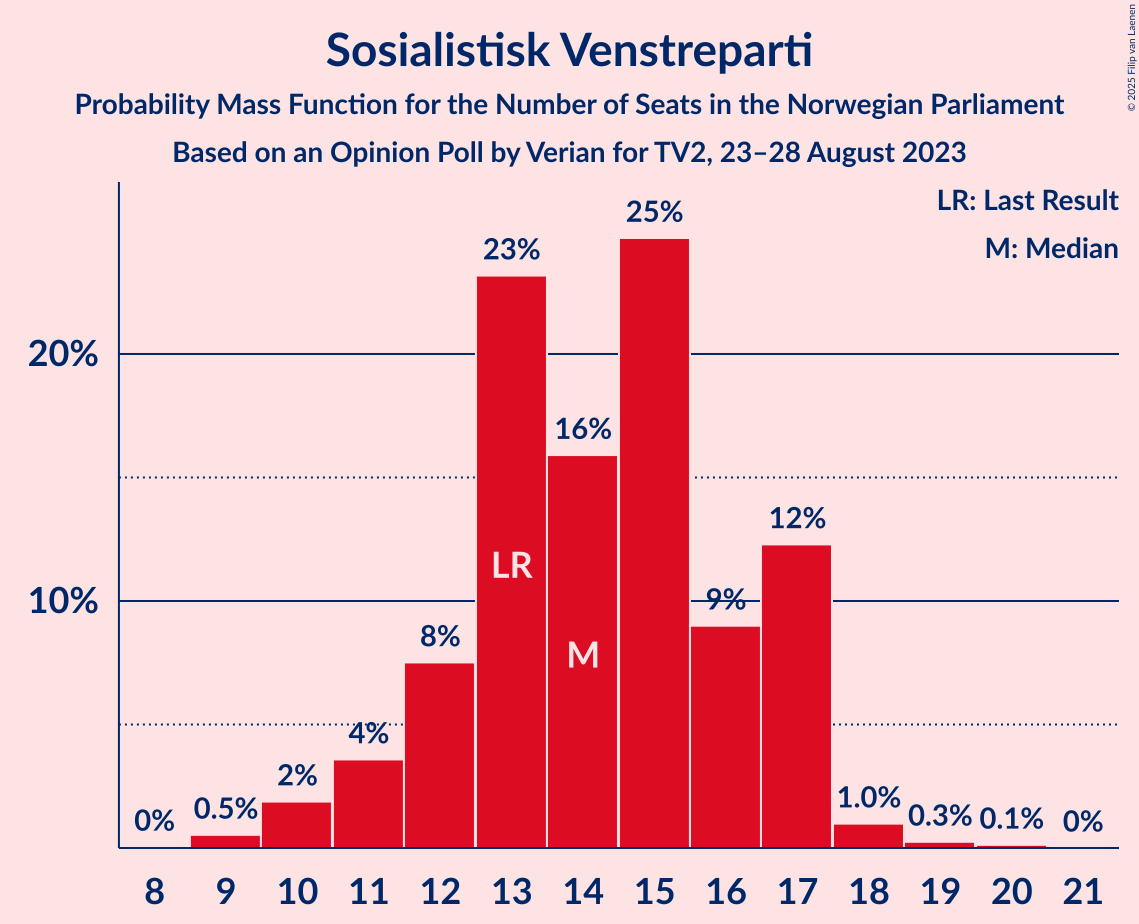 Sosialistisk Venstreparti
Probability Mass Function for the Number of Seats in the Norwegian Parliament
Based on an Opinion Poll by Verian for TV2, 23–28 August 2023
© 2025 Filip van Laenen
LR: Last Result
M: Median
20%
10%
0%
0.5%
2%
4%
8%
23%
16%
25%
9%
12%
1.0%
0.3%
0.1%
0%
LR
M
8 9 10 11 12 13 14 15 16 17 18 19 20 21